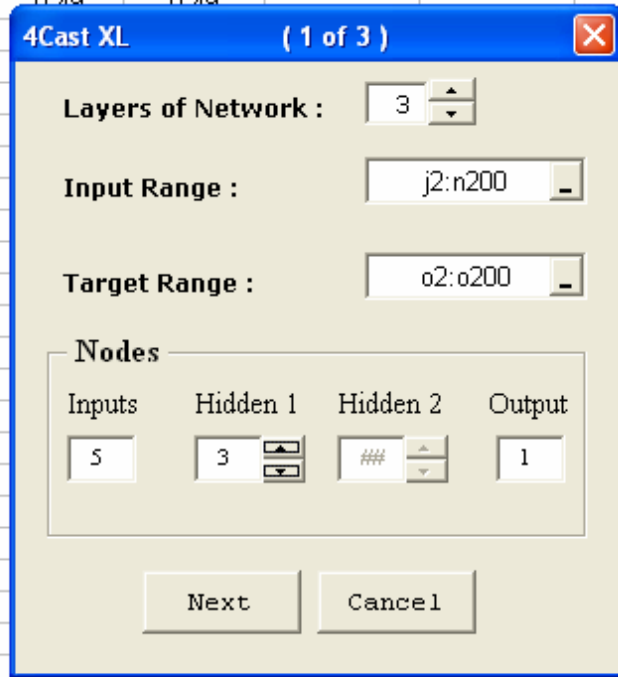 4Cast XL ( 1 of 3 )
Layers of Network : 3
Input Range : j2:n200 _
Target Range : o2:o200 _
Nodes
Inputs Hidden 1 Hidden 2 Output
5 3 ## 1
Next Cancel